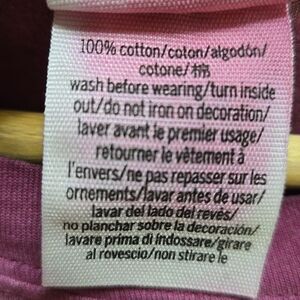 100% cotton/coton/algodón/
cotone/棉
wash before wearing/turn inside
out/do not iron on decoration/
laver avant le premier usage/
retourner le vêtement à
l'envers/ne pas repasser sur les
ornements/lavar antes de usar/
lavar del lado del revés/
no planchar sobre la decoración/
lavare prima di indossare/girare
al rovescio/non stirare le